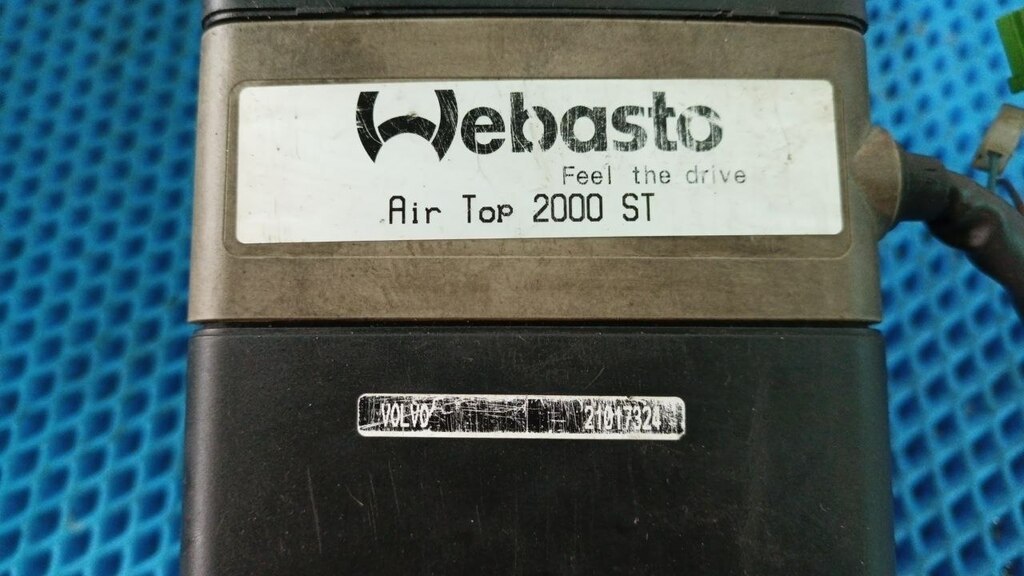 Webasto
Feel the drive
Air Top 2000 ST
VOLVO 21017324